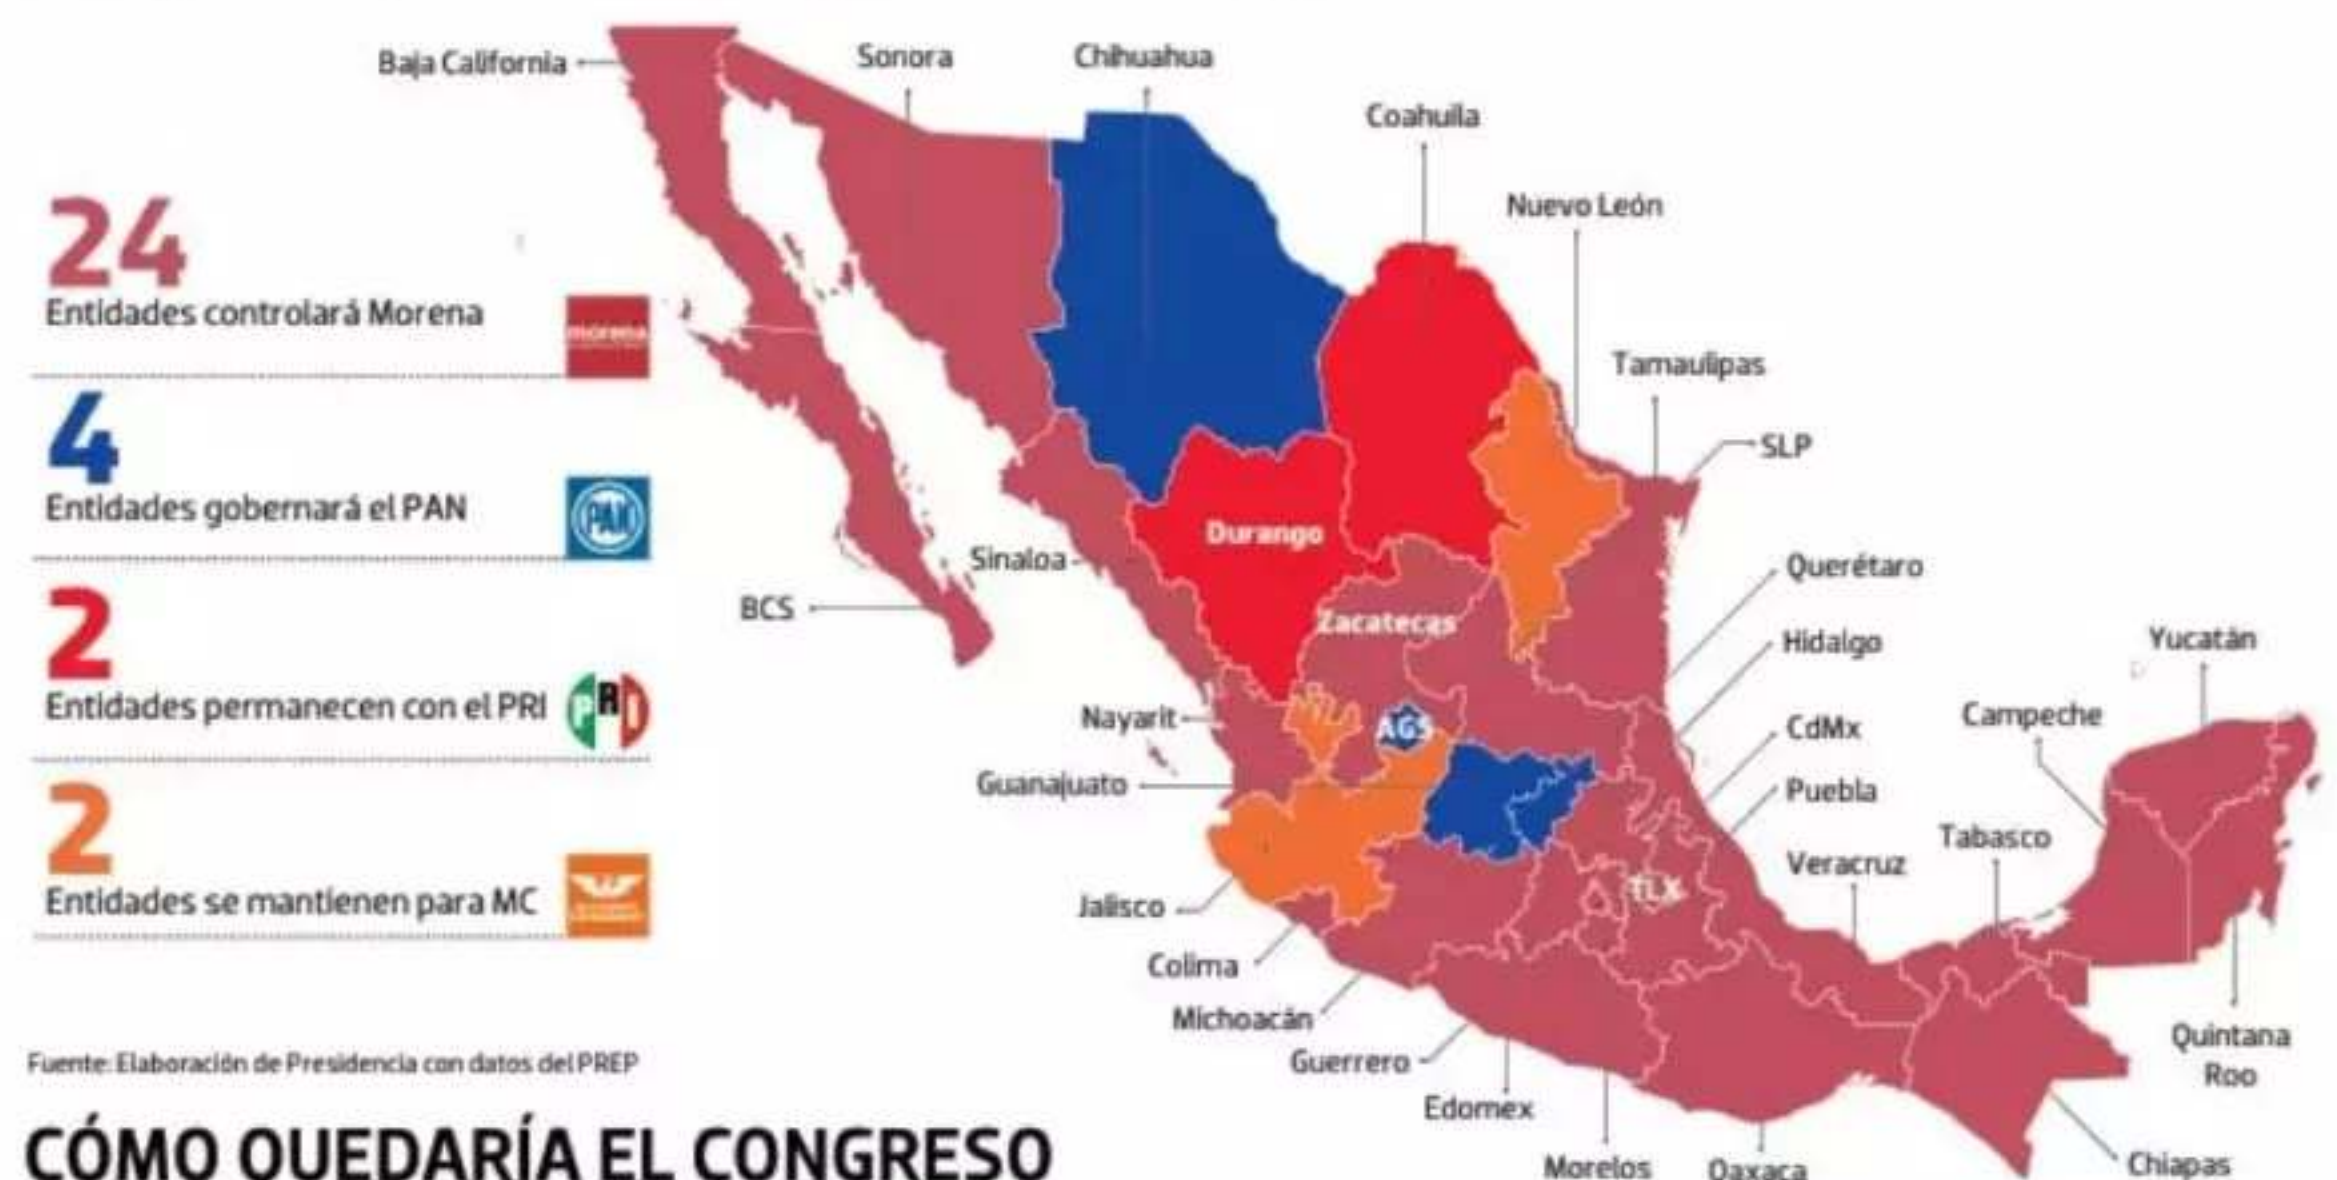 Baja California
Sonora
Chihuahua
Coahuila
Nuevo León
Tamaulipas
SLP
24
Entidades controlará Morena
morena
4
Entidades gobernará el PAN
PAN
2
Entidades permanecen con el PRI
PRI
2
Entidades se mantienen para MC
Durango
Sinaloa
Zacatecas
BCS
Querétaro
Hidalgo
Yucatán
Nayarit
AGS
Campeche
CdMx
Guanajuato
Puebla
Tabasco
Veracruz
TLX
Jalisco
Colima
Michoacán
Guerrero
Edomex
Morelos
Oaxaca
Quintana
Roo
Chiapas
Fuente: Elaboración de Presidencia con datos del PREP
CÓMO QUEDARÍA EL CONGRESO